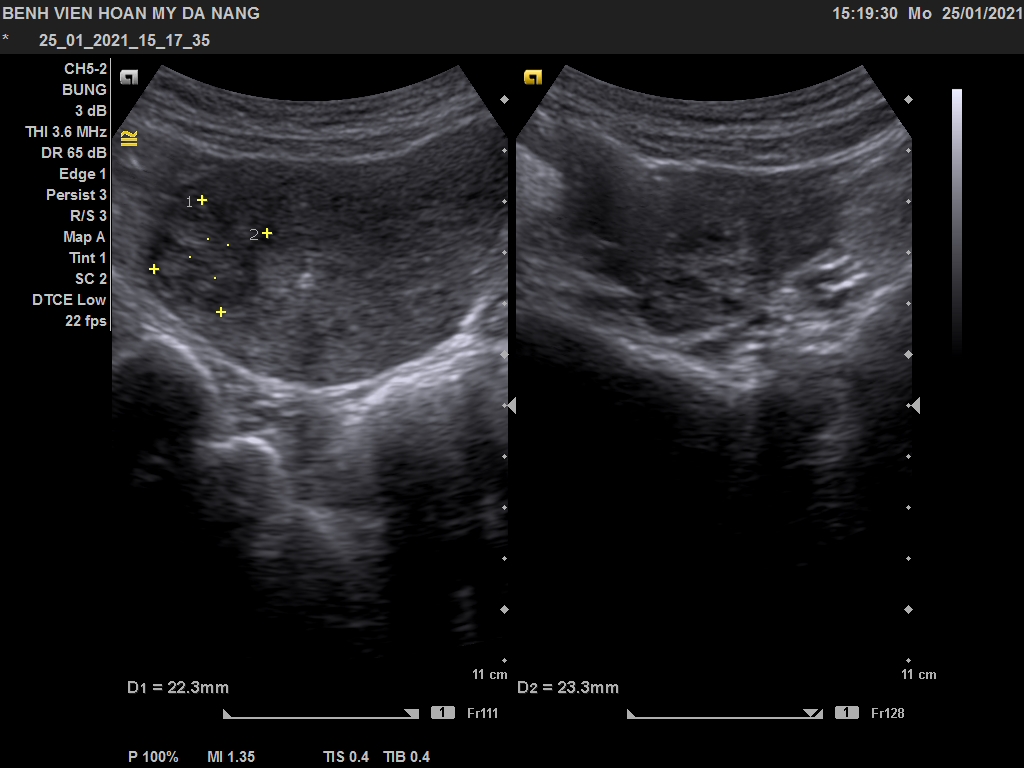 BENH VIEN HOAN MY DA NANG
15:19:30 Mo 25/01/2021
* 25_01_2021_15_17_35
CH5-2
BUNG
3 dB
THI 3.6 MHz
DR 65 dB
Edge 1
Persist 3
R/S 3
Map A
Tint 1
SC 2
DTCE Low
22 fps
1
2
11 cm
11 cm
D1 = 22.3mm
D2 = 23.3mm
1 Fr111
1 Fr128
P 100% MI 1.35 TIS 0.4 TIB 0.4